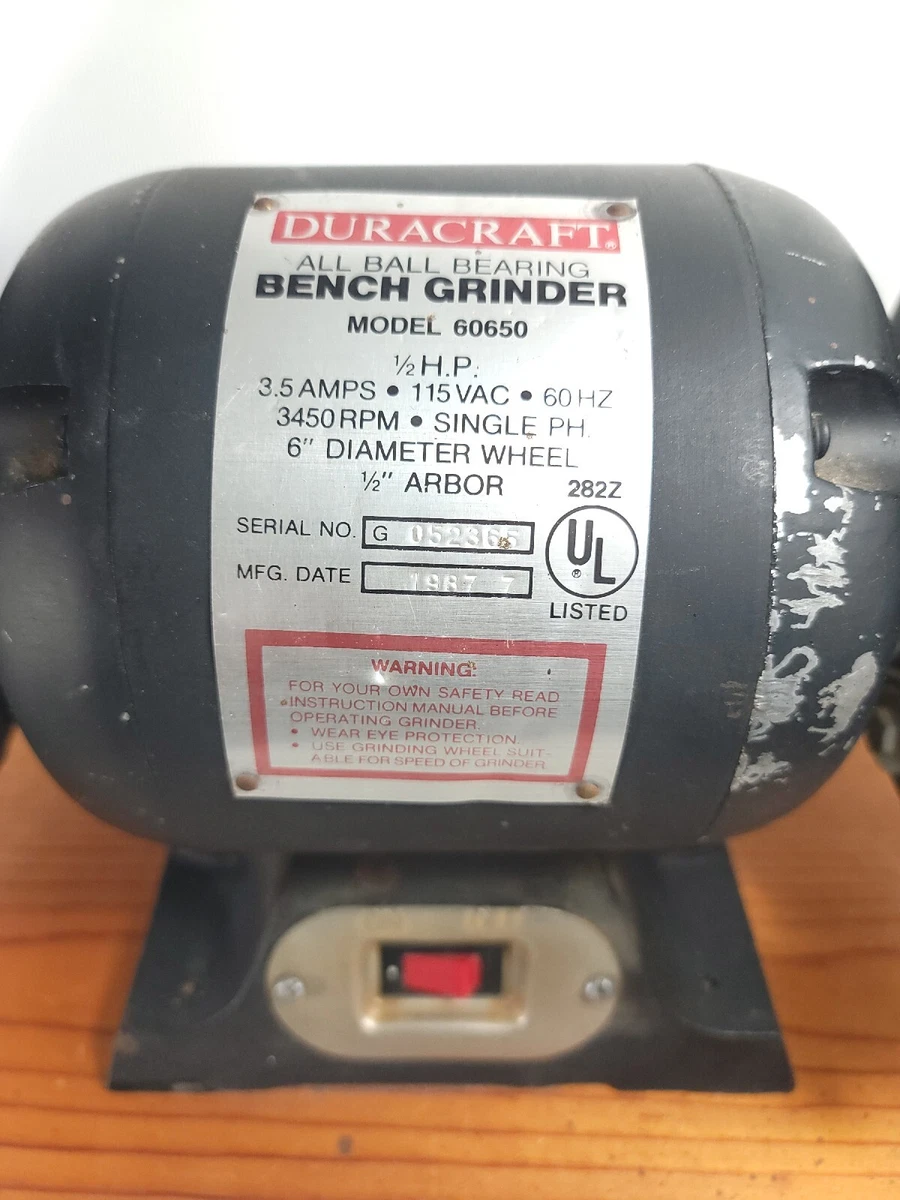 DURACRAFT®
ALL BALL BEARING
BENCH GRINDER
MODEL 60650
½ H.P.
3.5 AMPS • 115 VAC • 60 HZ
3450 RPM • SINGLE PH.
6" DIAMETER WHEEL
½" ARBOR
282Z
SERIAL NO. G 052365
UL®
MFG. DATE 1987 7
LISTED
WARNING:
FOR YOUR OWN SAFETY READ
INSTRUCTION MANUAL BEFORE
OPERATING GRINDER.
• WEAR EYE PROTECTION.
• USE GRINDING WHEEL SUIT-
ABLE FOR SPEED OF GRINDER.